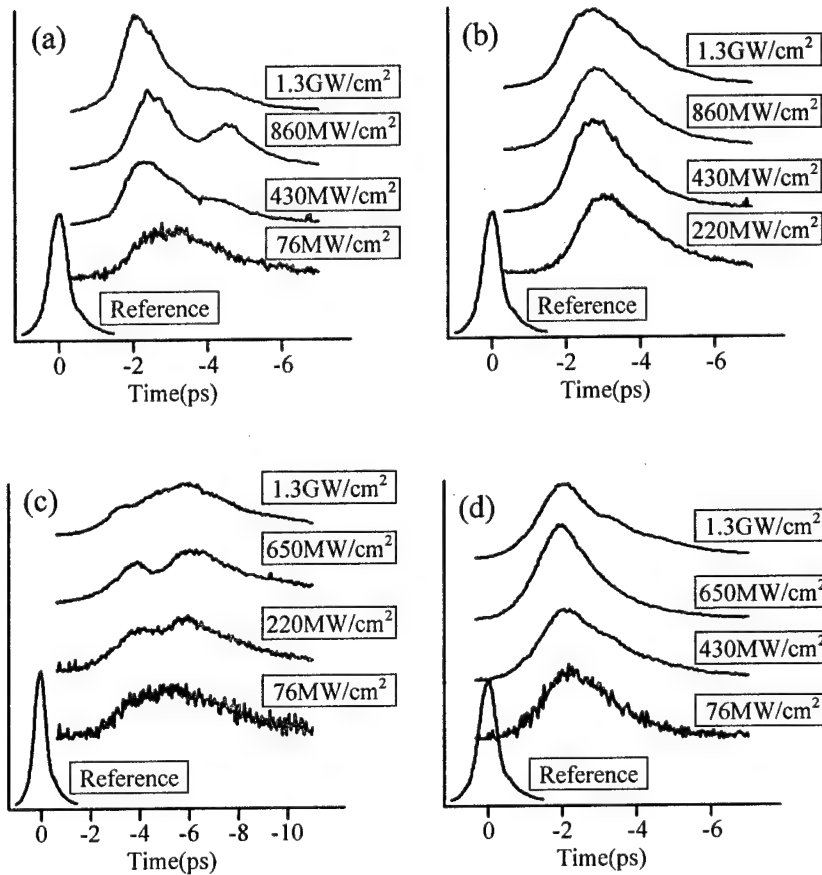 (a)
1.3GW/cm²
860MW/cm²
430MW/cm²
76MW/cm²
Reference
0 -2 -4 -6
Time(ps)
(b)
1.3GW/cm²
860MW/cm²
430MW/cm²
220MW/cm²
Reference
0 -2 -4 -6
Time(ps)
(c)
1.3GW/cm²
650MW/cm²
220MW/cm²
76MW/cm²
Reference
0 -2 -4 -6 -8 -10
Time(ps)
(d)
1.3GW/cm²
650MW/cm²
430MW/cm²
76MW/cm²
Reference
0 -2 -4 -6
Time(ps)